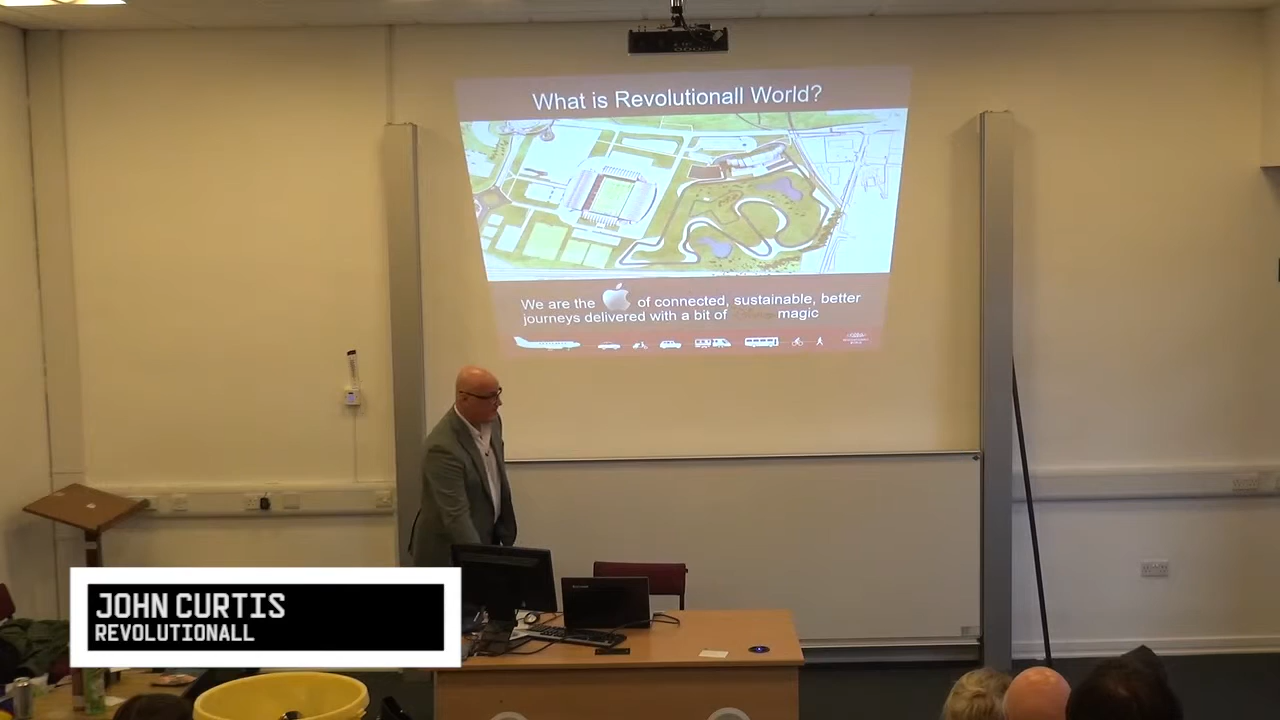 What is Revolutionall World?
We are the of connected, sustainable, better
journeys delivered with a bit of Disney magic
JOHN CURTIS
REVOLUTIONALL